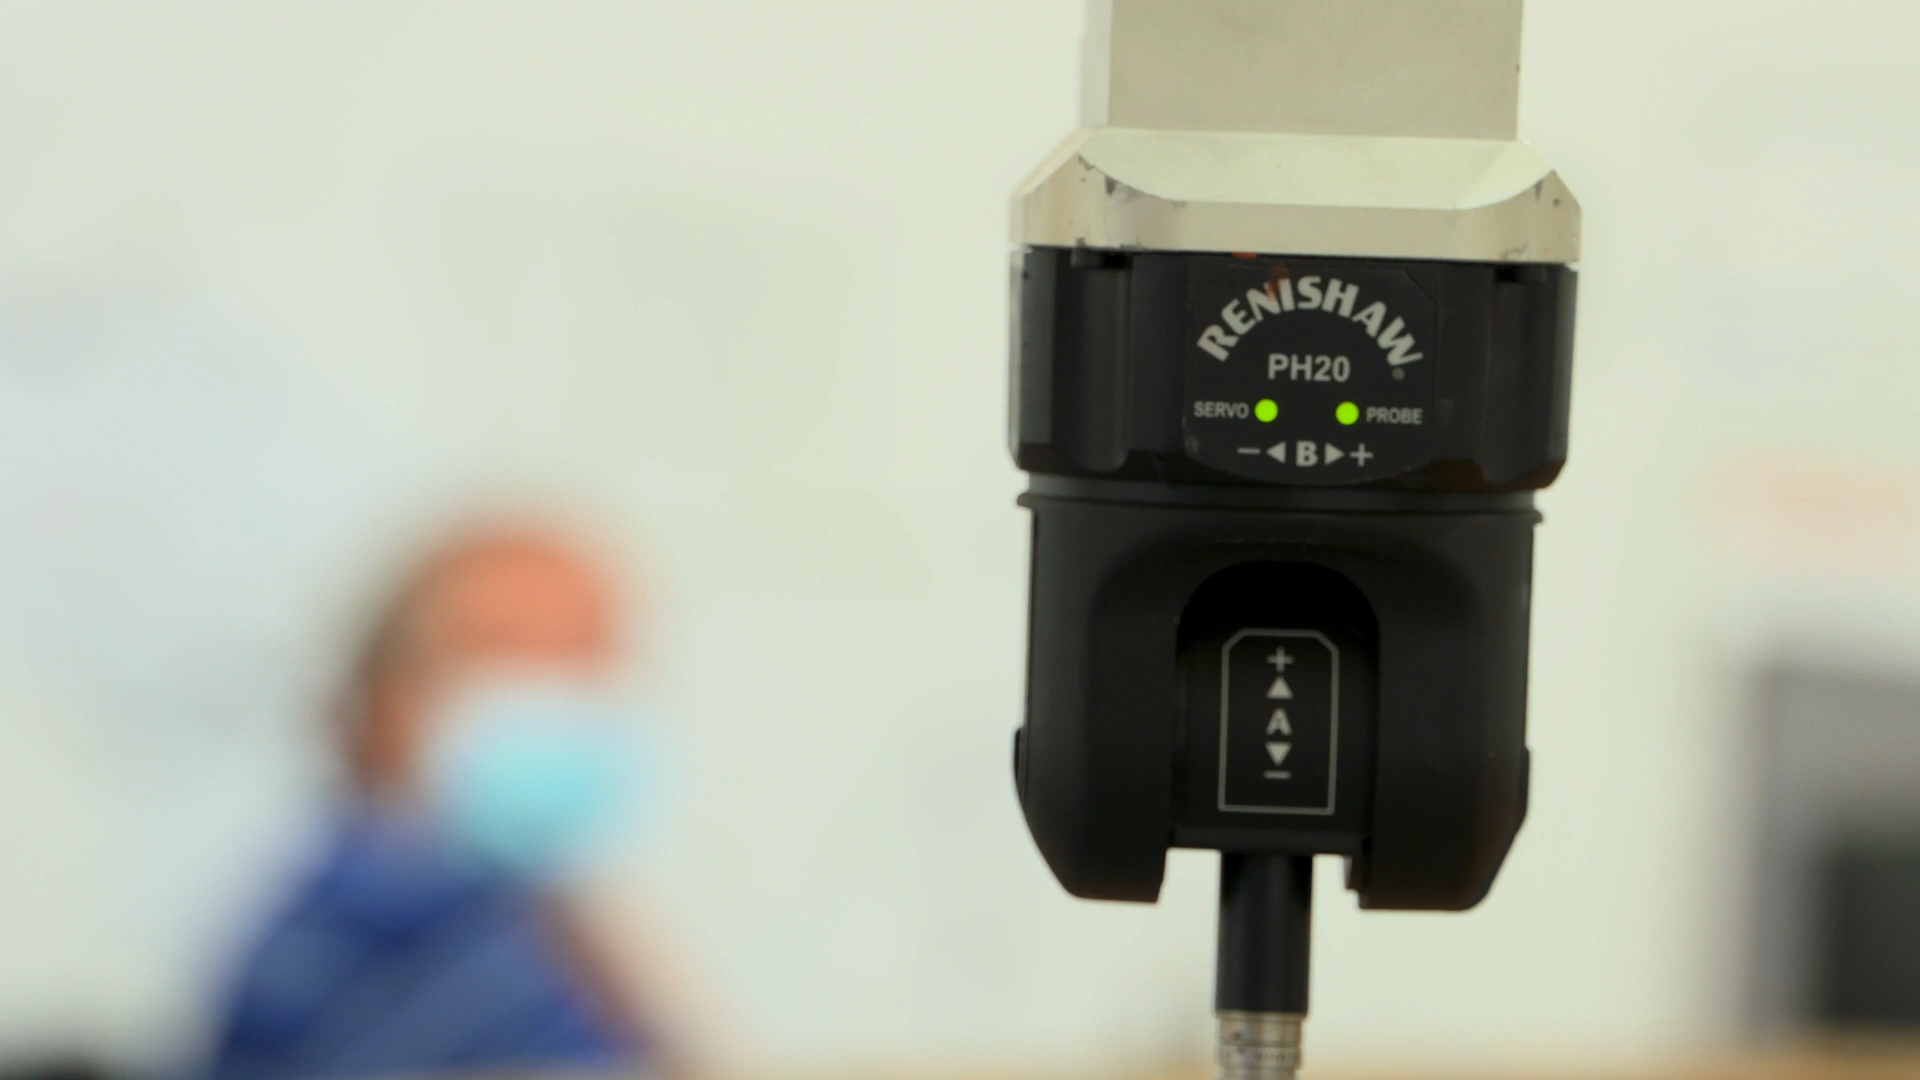 RENISHAW®
PH20
SERVO PROBE
− ◀ B ▶ +
+
▲
A
▼
−